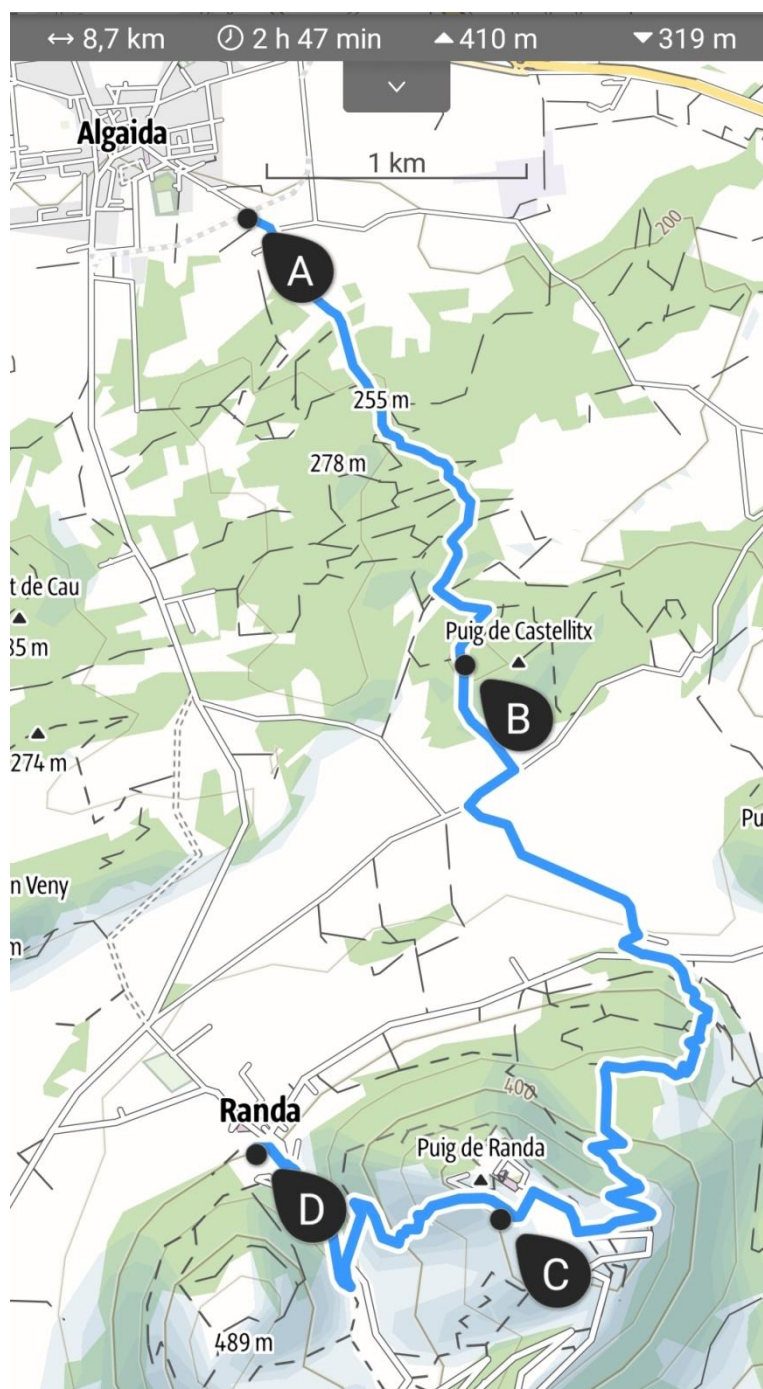 8,7 km 2 h 47 min 410 m 319 m
Algaida
1 km
200
A
255 m
278 m
t de Cau
Puig de Castellitx
35 m
B
274 m
Pu
n Veny
m
400
Randa
Puig de Randa
D
C
489 m